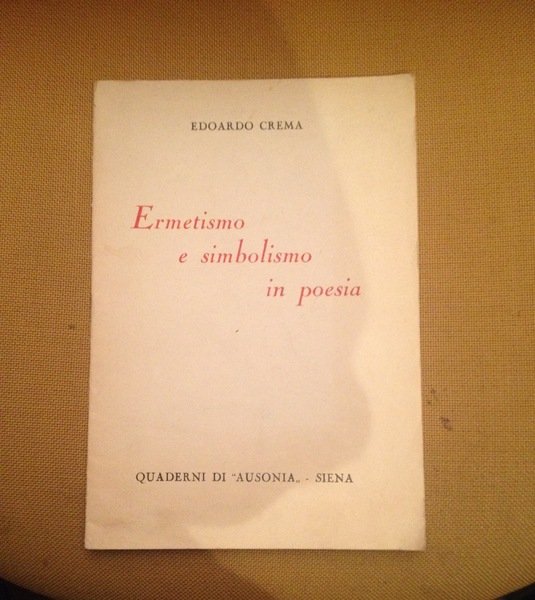 EDOARDO CREMA
Ermetismo
e simbolismo
in poesia
QUADERNI DI "AUSONIA„ - SIENA